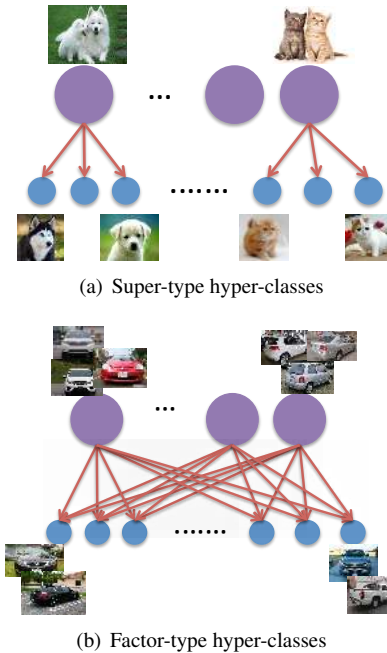 ...
.......
(a) Super-type hyper-classes
...
.......
(b) Factor-type hyper-classes